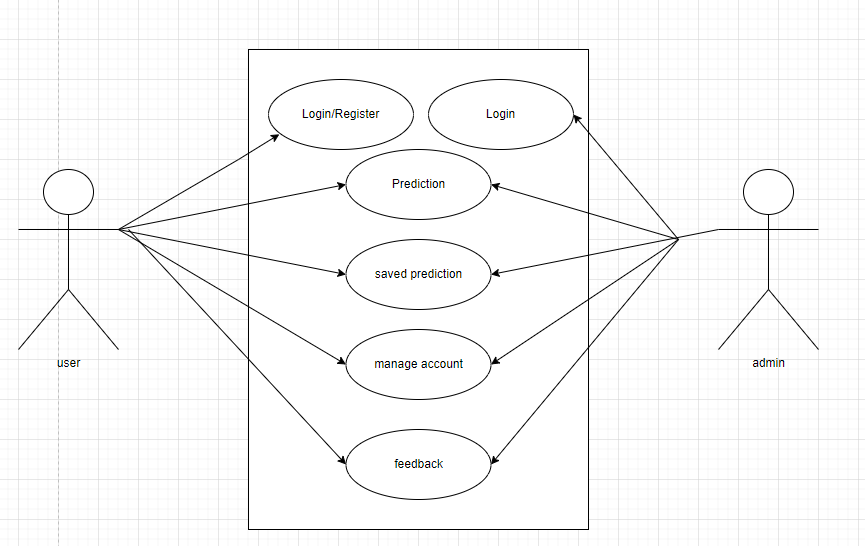 Login/Register
Login
Prediction
saved prediction
manage account
feedback
user
admin